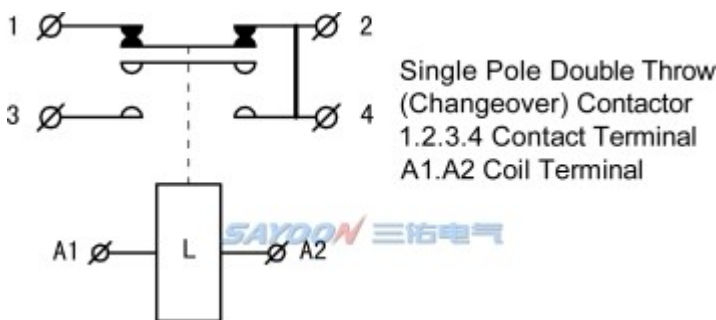 1
2
3
4
Single Pole Double Throw
(Changeover) Contactor
1.2.3.4 Contact Terminal
A1.A2 Coil Terminal
SAYOON 三佑电气
A1
L
A2